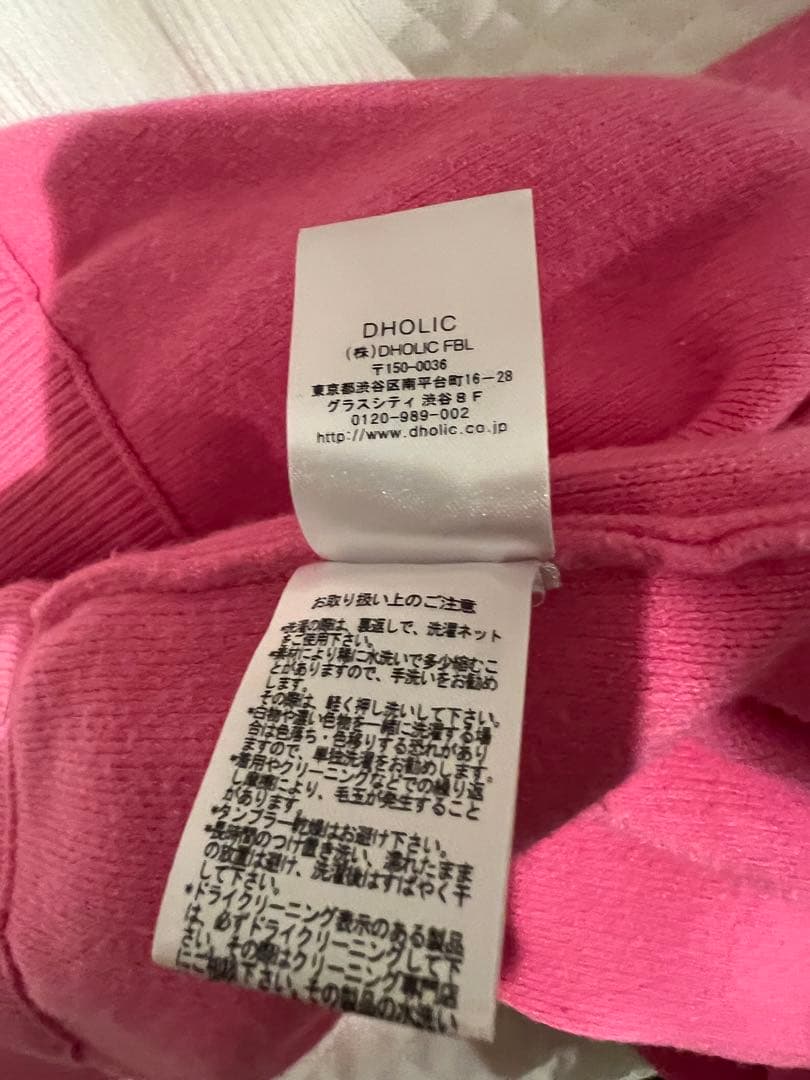 DHOLIC
(株)DHOLIC FBL
〒150-0036
東京都渋谷区南平台町16-28
グラスシティ渋谷8F
0120-989-002
http://www.dholic.co.jp
お取り扱い上のご注意
*洗濯の際は、裏返しで、洗濯ネット
をご使用下さい。
*素材により稀に水洗いで多少縮むこ
とがありますので、手洗いをお勧め
します。
その際は、軽く押し洗いして下さい。
*白物や濃い色物を一緒に洗濯する場
合は色落ち・色移りする恐れがあり
ますので、単独洗濯をお勧めします。
*着用やクリーニングなどでの繰り返
し摩擦により、毛玉が発生すること
があります
*タンブラー乾燥はお避け下さい。
*長時間のつけ置き洗い、濡れたまま
の放置は避け、洗濯後はすばやく干
して下さい。
*ドライクリーニング表示のある製品
は、必ずドライクリーニングして下
さい。その際はクリーニング専門店
にご相談下さい。その製品の水洗い